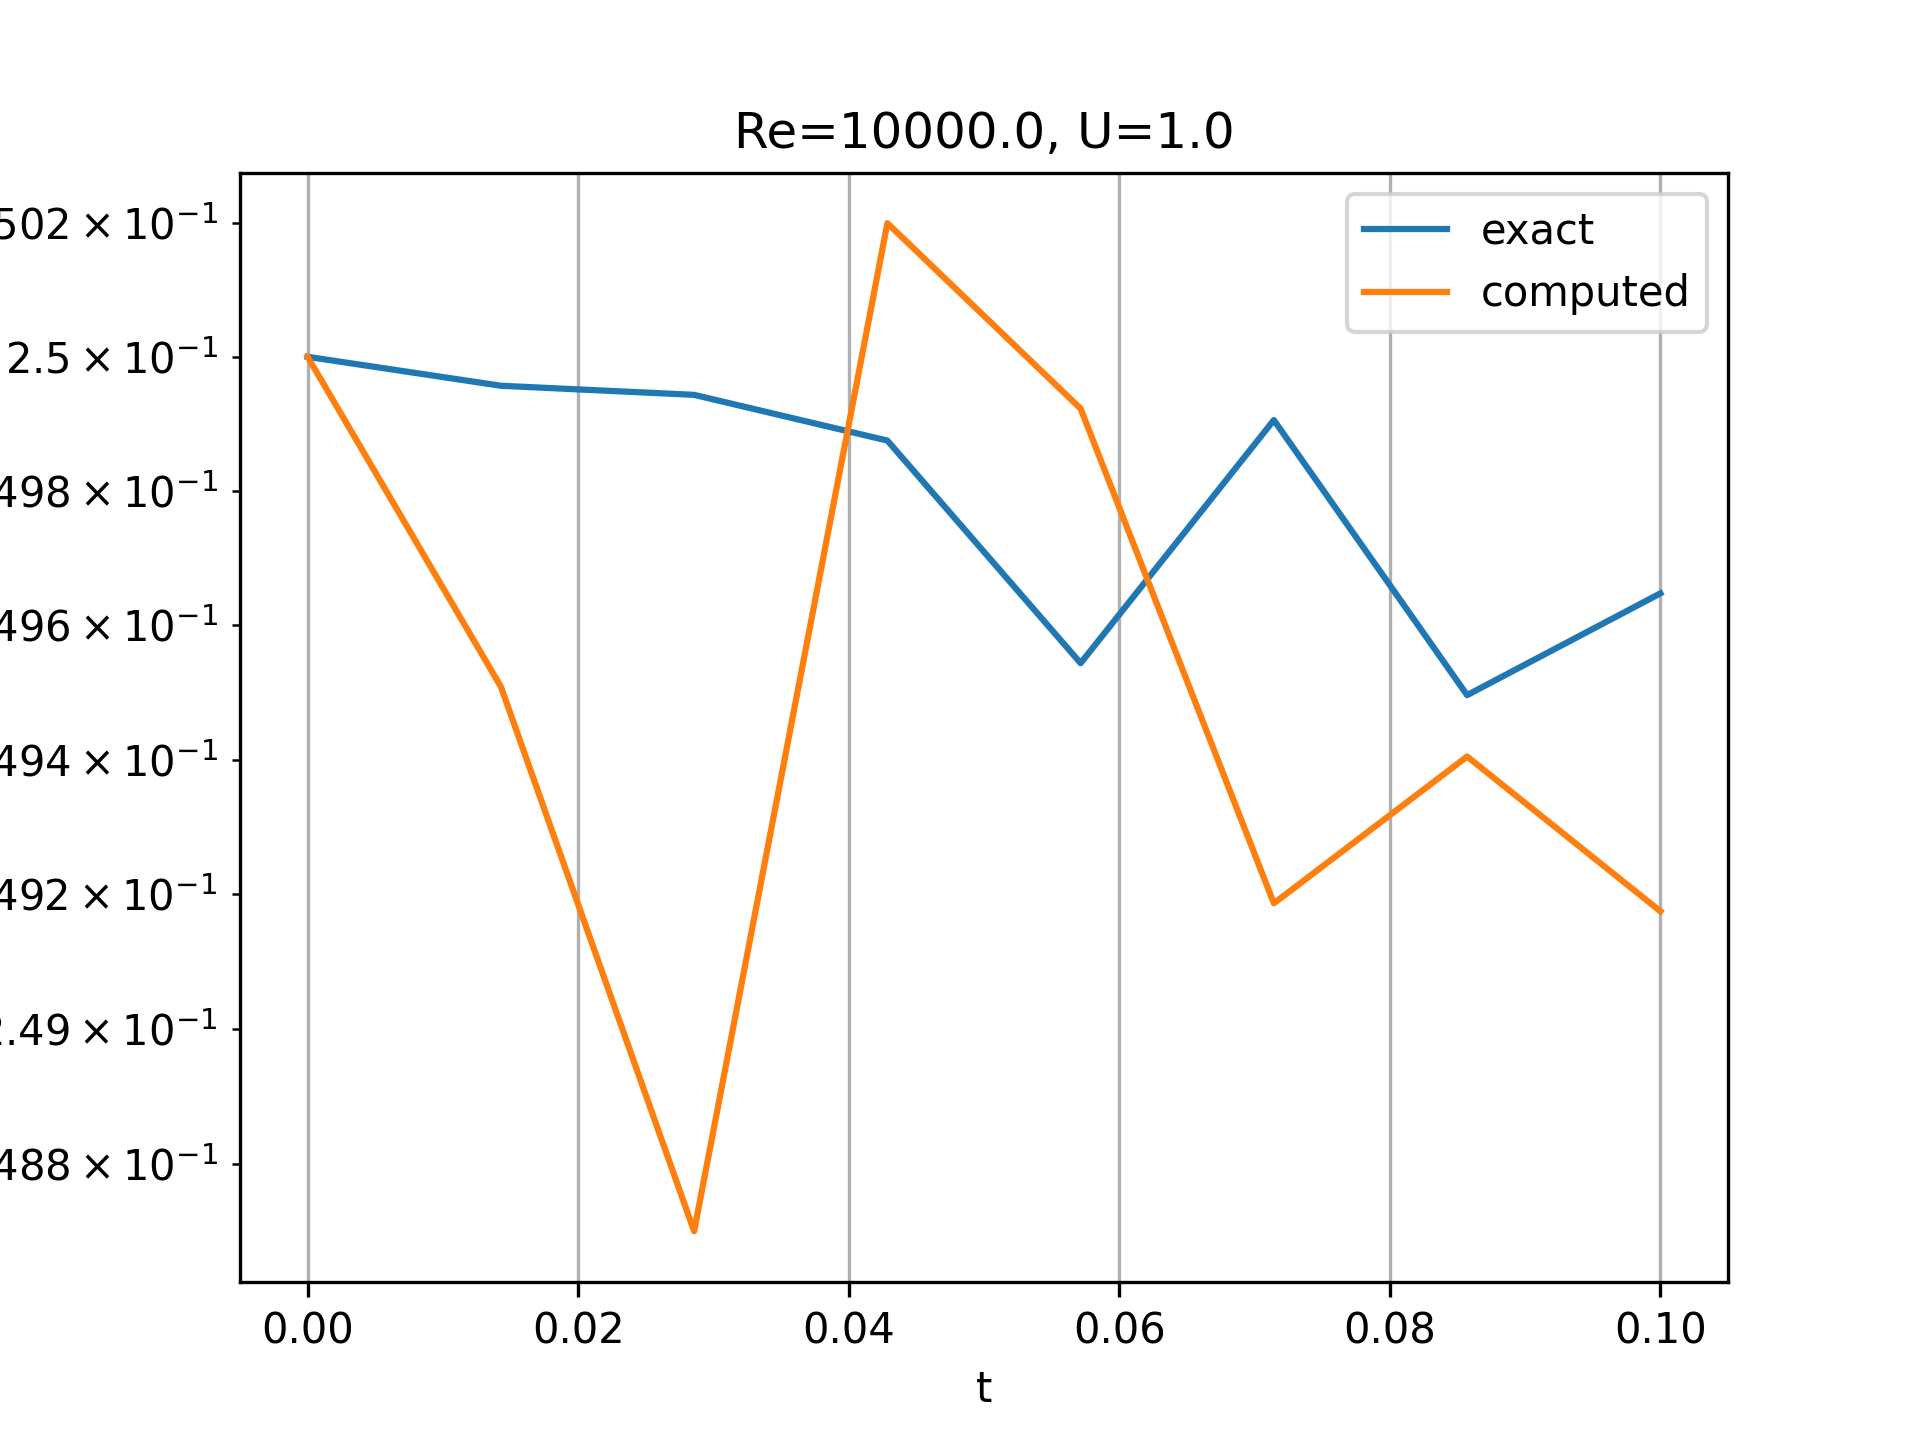 Re=10000.0, U=1.0
exact
computed
502 × 10⁻¹
2.5 × 10⁻¹
498 × 10⁻¹
496 × 10⁻¹
494 × 10⁻¹
492 × 10⁻¹
.49 × 10⁻¹
488 × 10⁻¹
0.00 0.02 0.04 0.06 0.08 0.10
t